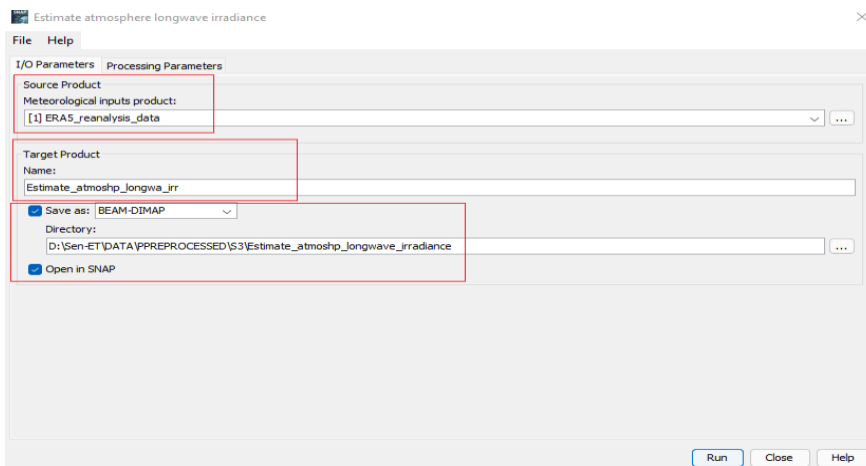 Estimate atmosphere longwave irradiance
File Help
I/O Parameters Processing Parameters
Source Product
Meteorological inputs product:
[1] ERA5_reanalysis_data
...
Target Product
Name:
Estimate_atmoshp_longwa_irr
Save as: BEAM-DIMAP
Directory:
D:\Sen-ET\DATA\PPREPROCESSED\S3\Estimate_atmoshp_longwave_irradiance
...
Open in SNAP
Run Close Help